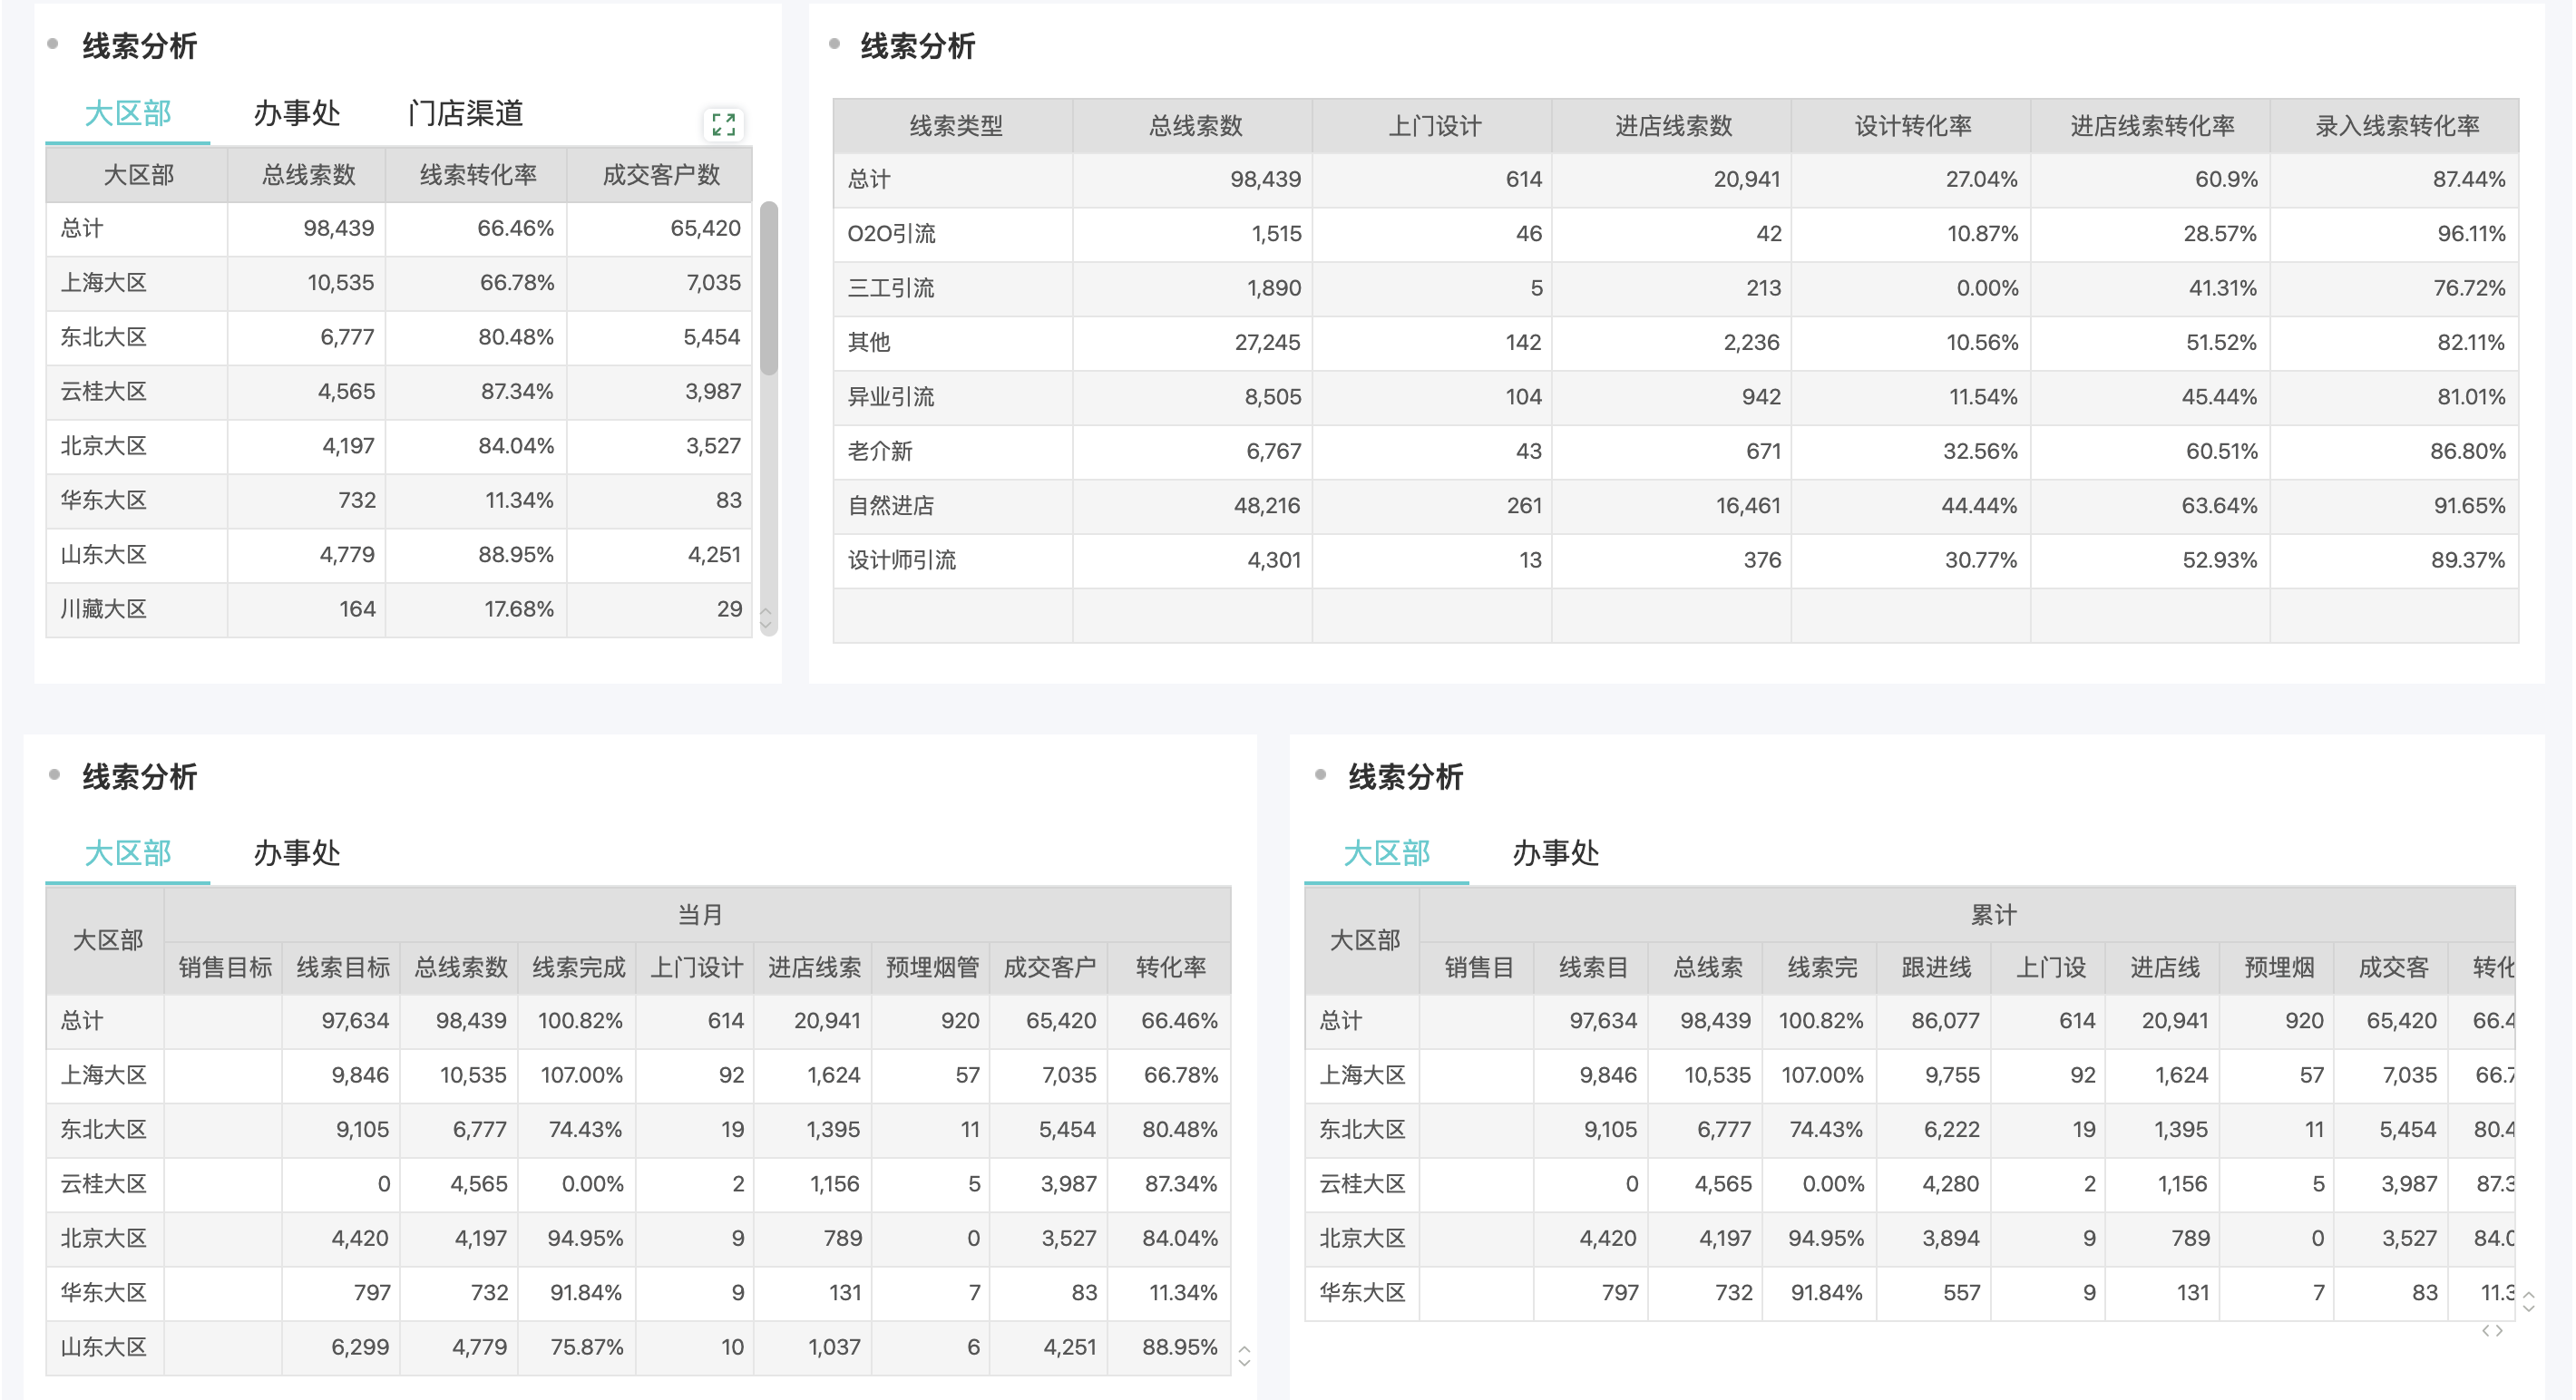 线索分析
大区部 办事处 门店渠道
大区部 总线索数 线索转化率 成交客户数
总计 98,439 66.46% 65,420
上海大区 10,535 66.78% 7,035
东北大区 6,777 80.48% 5,454
云桂大区 4,565 87.34% 3,987
北京大区 4,197 84.04% 3,527
华东大区 732 11.34% 83
山东大区 4,779 88.95% 4,251
川藏大区 164 17.68% 29
线索分析
线索类型 总线索数 上门设计 进店线索数 设计转化率 进店线索转化率 录入线索转化率
总计 98,439 614 20,941 27.04% 60.9% 87.44%
O2O引流 1,515 46 42 10.87% 28.57% 96.11%
三工引流 1,890 5 213 0.00% 41.31% 76.72%
其他 27,245 142 2,236 10.56% 51.52% 82.11%
异业引流 8,505 104 942 11.54% 45.44% 81.01%
老介新 6,767 43 671 32.56% 60.51% 86.80%
自然进店 48,216 261 16,461 44.44% 63.64% 91.65%
设计师引流 4,301 13 376 30.77% 52.93% 89.37%
线索分析
大区部 办事处
大区部 当月
销售目标 线索目标 总线索数 线索完成 上门设计 进店线索 预埋烟管 成交客户 转化率
总计 97,634 98,439 100.82% 614 20,941 920 65,420 66.46%
上海大区 9,846 10,535 107.00% 92 1,624 57 7,035 66.78%
东北大区 9,105 6,777 74.43% 19 1,395 11 5,454 80.48%
云桂大区 0 4,565 0.00% 2 1,156 5 3,987 87.34%
北京大区 4,420 4,197 94.95% 9 789 0 3,527 84.04%
华东大区 797 732 91.84% 9 131 7 83 11.34%
山东大区 6,299 4,779 75.87% 10 1,037 6 4,251 88.95%
线索分析
大区部 办事处
大区部 累计
销售目 线索目 总线索 线索完 跟进线 上门设 进店线 预埋烟 成交客 转化
总计 97,634 98,439 100.82% 86,077 614 20,941 920 65,420 66.4
上海大区 9,846 10,535 107.00% 9,755 92 1,624 57 7,035 66.7
东北大区 9,105 6,777 74.43% 6,222 19 1,395 11 5,454 80.4
云桂大区 0 4,565 0.00% 4,280 2 1,156 5 3,987 87.3
北京大区 4,420 4,197 94.95% 3,894 9 789 0 3,527 84.0
华东大区 797 732 91.84% 557 9 131 7 83 11.3